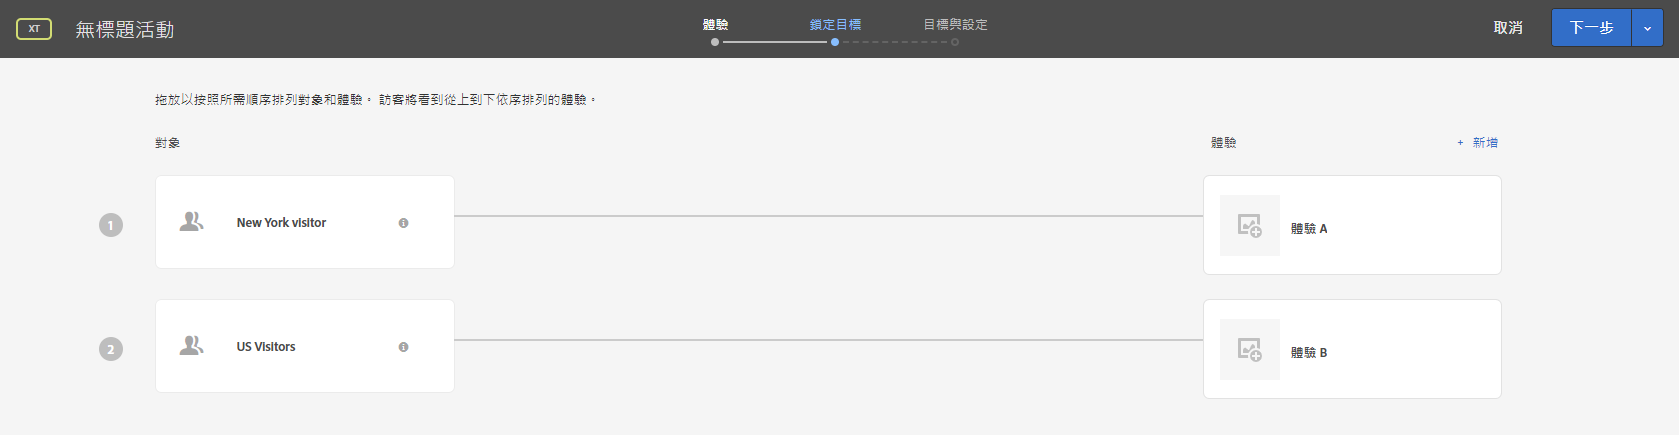 XT 無標題活動 體驗 鎖定目標 目標與設定 取消 下一步
拖放以按照所需順序排列對象和體驗。 訪客將看到從上到下依序排列的體驗。
對象 體驗 + 新增
1 New York visitor 體驗 A
2 US Visitors 體驗 B